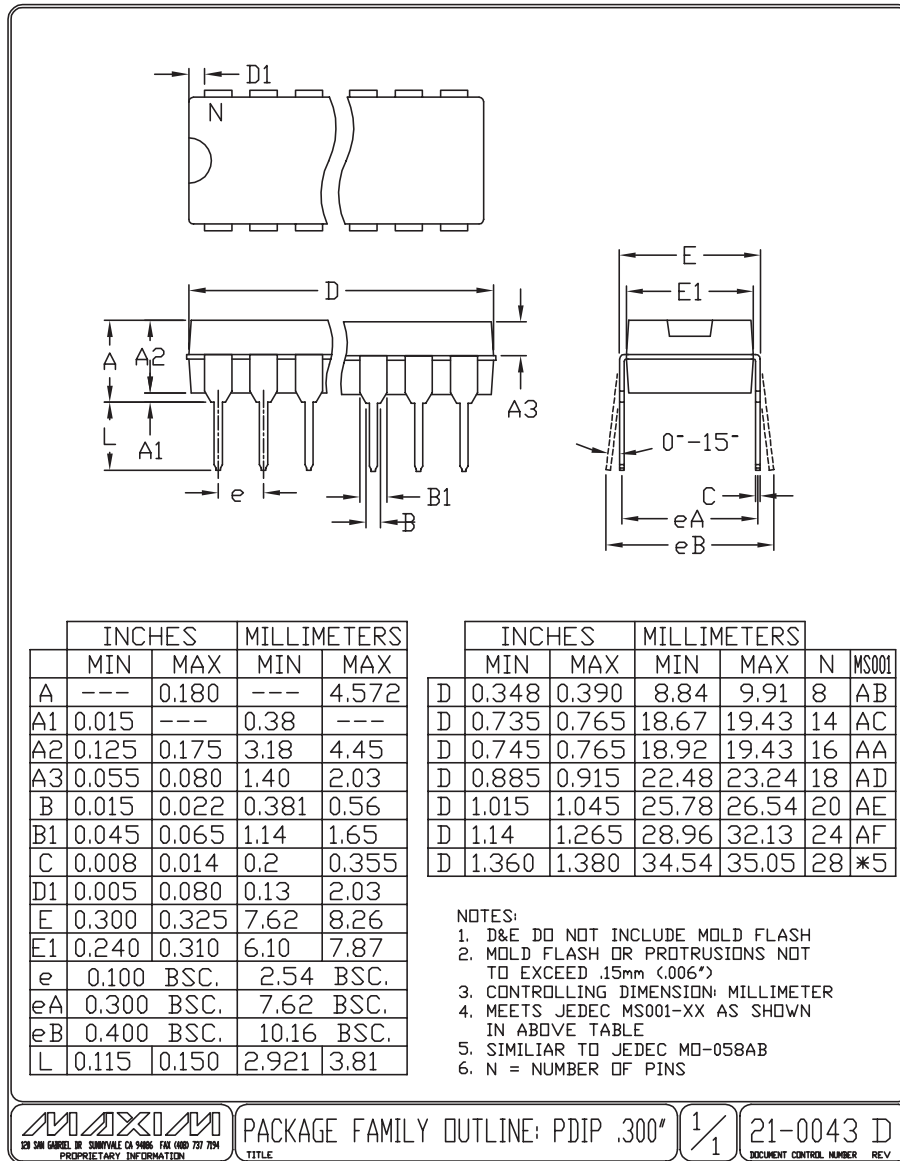 D1
N
D
E
E1
A
A2
A3
L
A1
0°-15°
e
B1
B
C
eA
eB
INCHES MILLIMETERS
MIN MAX MIN MAX
A --- 0.180 --- 4.572
A1 0.015 --- 0.38 ---
A2 0.125 0.175 3.18 4.45
A3 0.055 0.080 1.40 2.03
B 0.015 0.022 0.381 0.56
B1 0.045 0.065 1.14 1.65
C 0.008 0.014 0.2 0.355
D1 0.005 0.080 0.13 2.03
E 0.300 0.325 7.62 8.26
E1 0.240 0.310 6.10 7.87
e 0.100 BSC. 2.54 BSC.
eA 0.300 BSC. 7.62 BSC.
eB 0.400 BSC. 10.16 BSC.
L 0.115 0.150 2.921 3.81
INCHES MILLIMETERS
MIN MAX MIN MAX N MS001
D 0.348 0.390 8.84 9.91 8 AB
D 0.735 0.765 18.67 19.43 14 AC
D 0.745 0.765 18.92 19.43 16 AA
D 0.885 0.915 22.48 23.24 18 AD
D 1.015 1.045 25.78 26.54 20 AE
D 1.14 1.265 28.96 32.13 24 AF
D 1.360 1.380 34.54 35.05 28 *5
NOTES:
1. D&E DO NOT INCLUDE MOLD FLASH
2. MOLD FLASH OR PROTRUSIONS NOT
TO EXCEED .15mm (.006")
3. CONTROLLING DIMENSION: MILLIMETER
4. MEETS JEDEC MS001-XX AS SHOWN
IN ABOVE TABLE
5. SIMILIAR TO JEDEC MO-058AB
6. N = NUMBER OF PINS
MAXIM
120 SAN GABRIEL DR SUNNYVALE CA 94086 FAX (408) 737 7194
PROPRIETARY INFORMATION
PACKAGE FAMILY OUTLINE: PDIP .300"
TITLE
1/1
21-0043 D
DOCUMENT CONTROL NUMBER REV